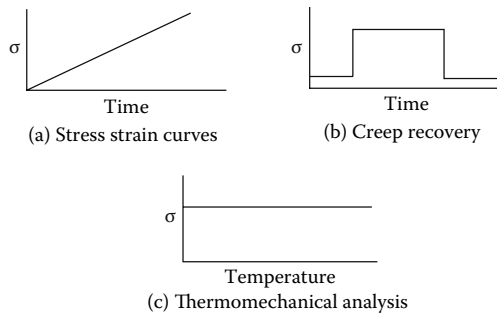 σ
Time
(a) Stress strain curves
σ
Time
(b) Creep recovery
σ
Temperature
(c) Thermomechanical analysis